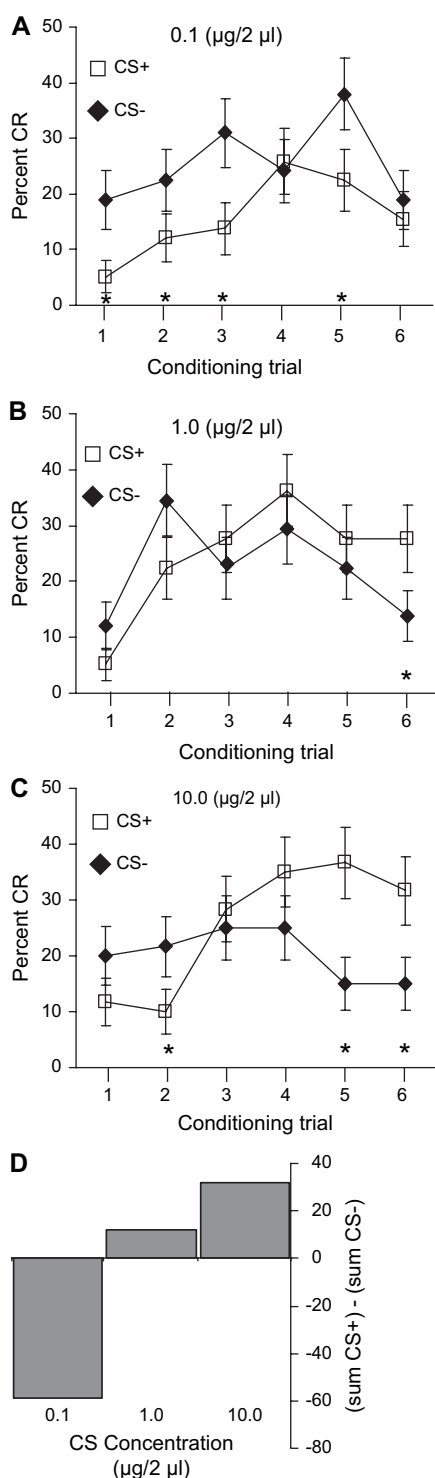 A
0.1 (µg/2 µl)
CS+
CS-
Percent CR
50
40
30
20
10
0
* * * *
1 2 3 4 5 6
Conditioning trial
B
1.0 (µg/2 µl)
CS+
CS-
Percent CR
50
40
30
20
10
0
*
1 2 3 4 5 6
Conditioning trial
C
10.0 (µg/2 µl)
CS+
CS-
Percent CR
50
40
30
20
10
0
* * *
1 2 3 4 5 6
Conditioning trial
D
40
20
0
-20
-40
-60
-80
(sum CS+) - (sum CS-)
0.1 1.0 10.0
CS Concentration
(µg/2 µl)